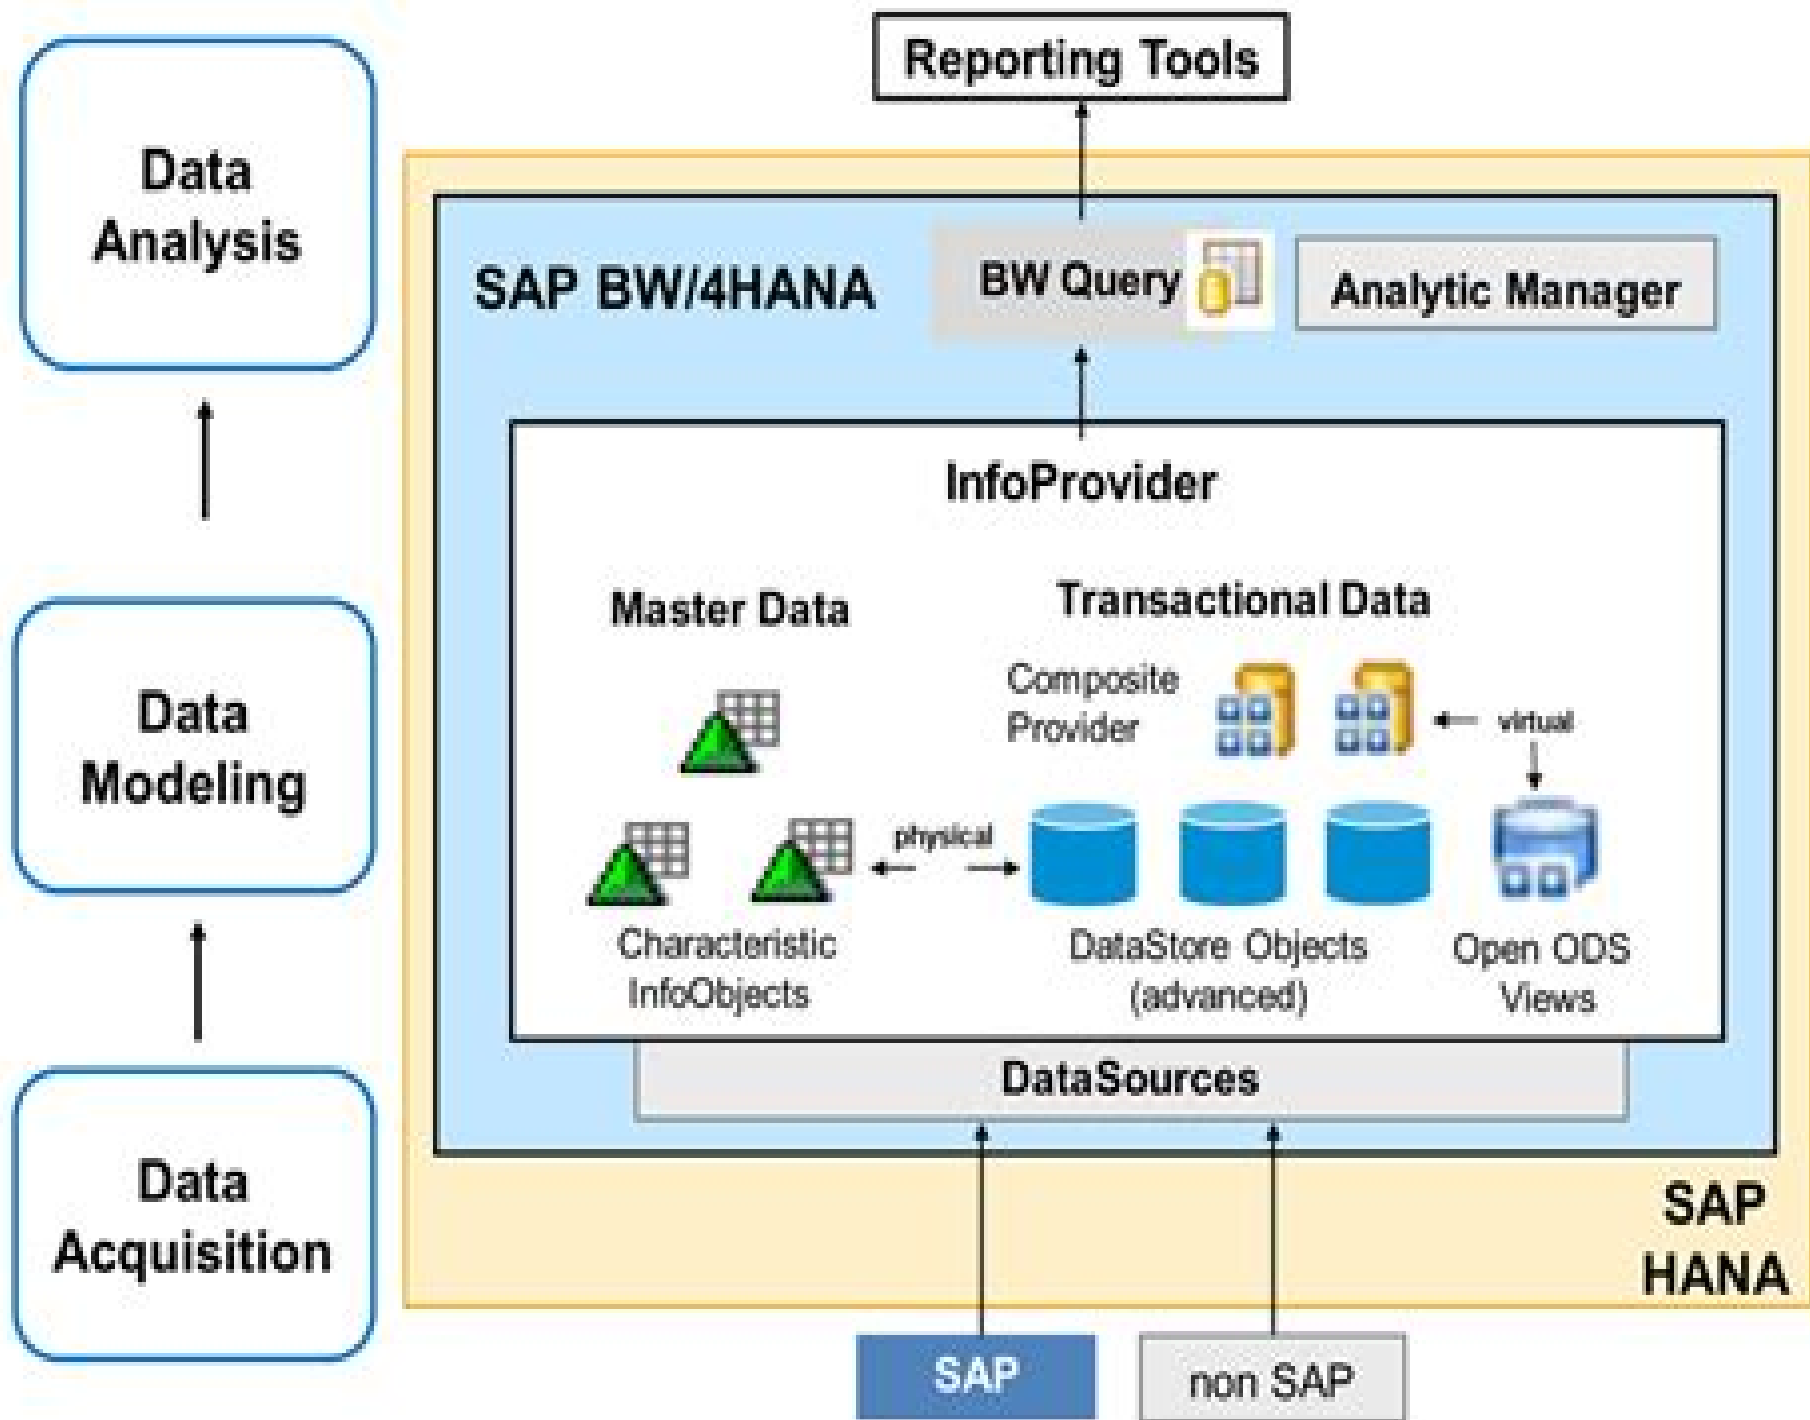 Data
Analysis
Data
Modeling
Data
Acquisition
Reporting Tools
SAP BW/4HANA
BW Query
Analytic Manager
InfoProvider
Master Data
Transactional Data
Composite
Provider
virtual
physical
Characteristic
InfoObjects
DataStore Objects
(advanced)
Open ODS
Views
DataSources
SAP
HANA
SAP
non SAP